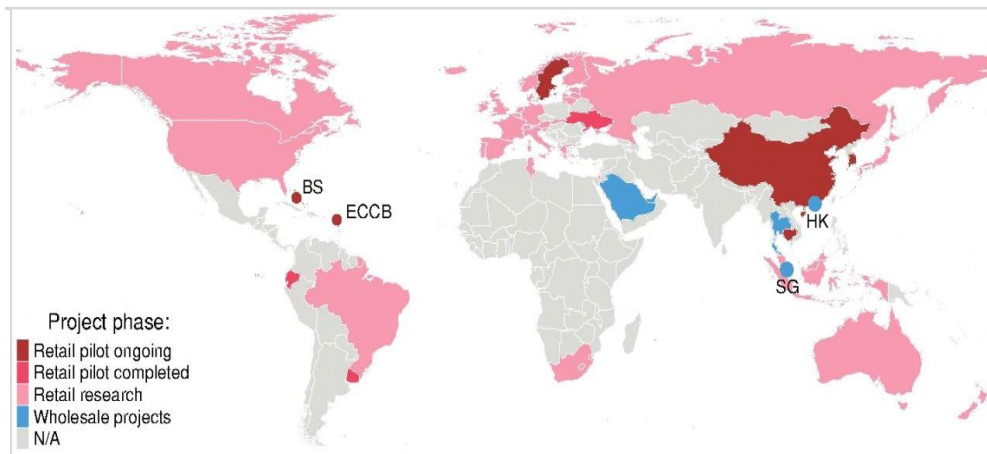 BS
ECCB
HK
SG
Project phase:
Retail pilot ongoing
Retail pilot completed
Retail research
Wholesale projects
N/A